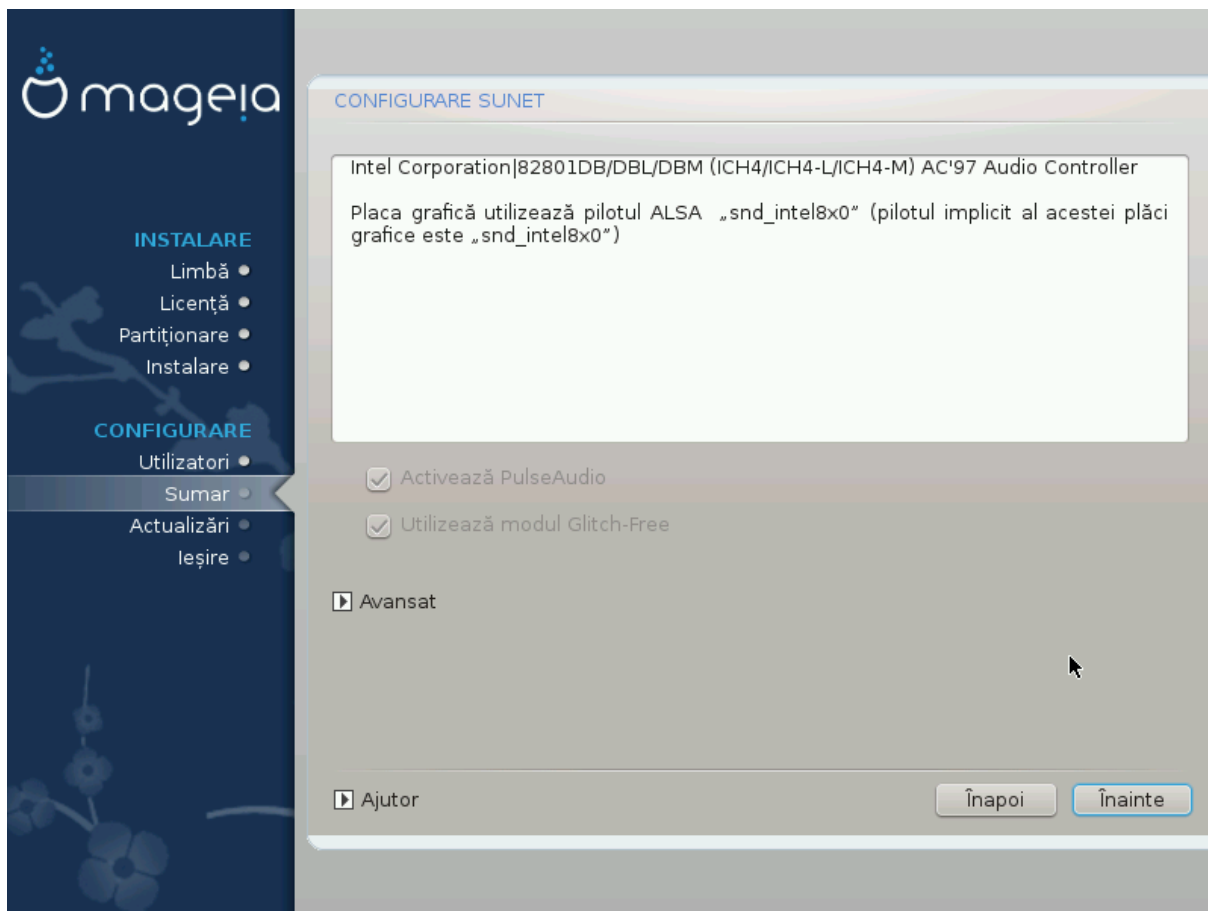 mageia
INSTALARE
Limbă
Licență
Partiționare
Instalare
CONFIGURARE
Utilizatori
Sumar
Actualizări
Ieșire
CONFIGURARE SUNET
Intel Corporation|82801DB/DBL/DBM (ICH4/ICH4-L/ICH4-M) AC'97 Audio Controller
Placa grafică utilizează pilotul ALSA „snd_intel8x0” (pilotul implicit al acestei plăci
grafice este „snd_intel8x0”)
Activează PulseAudio
Utilizează modul Glitch-Free
Avansat
Ajutor
Înapoi
Înainte